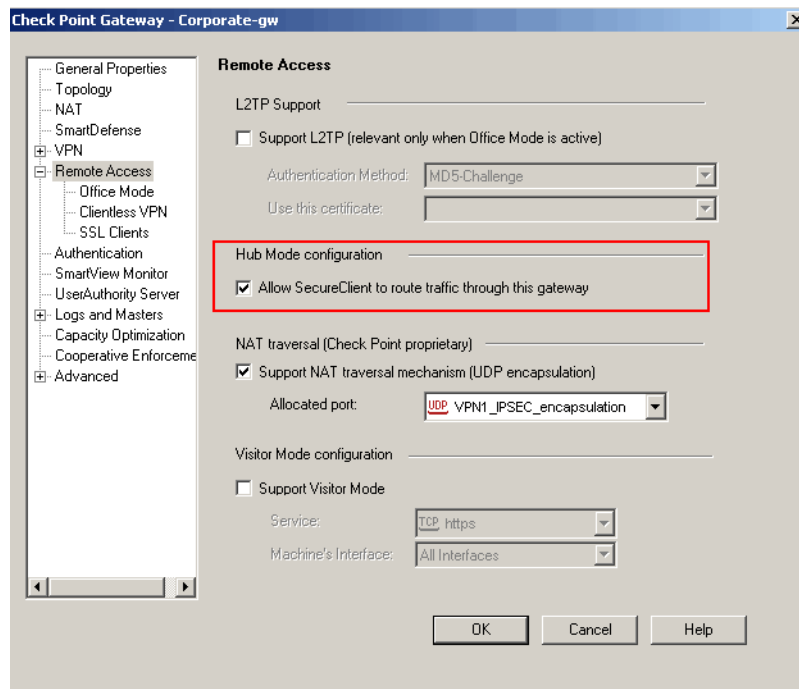 Check Point Gateway - Corporate-gw
General Properties
Topology
NAT
SmartDefense
VPN
Remote Access
Office Mode
Clientless VPN
SSL Clients
Authentication
SmartView Monitor
UserAuthority Server
Logs and Masters
Capacity Optimization
Cooperative Enforceme
Advanced
Remote Access
L2TP Support
Support L2TP (relevant only when Office Mode is active)
Authentication Method: MD5-Challenge
Use this certificate:
Hub Mode configuration
Allow SecureClient to route traffic through this gateway
NAT traversal (Check Point proprietary)
Support NAT traversal mechanism (UDP encapsulation)
Allocated port: UDP VPN1_IPSEC_encapsulation
Visitor Mode configuration
Support Visitor Mode
Service: TCP https
Machine's Interface: All Interfaces
OK Cancel Help